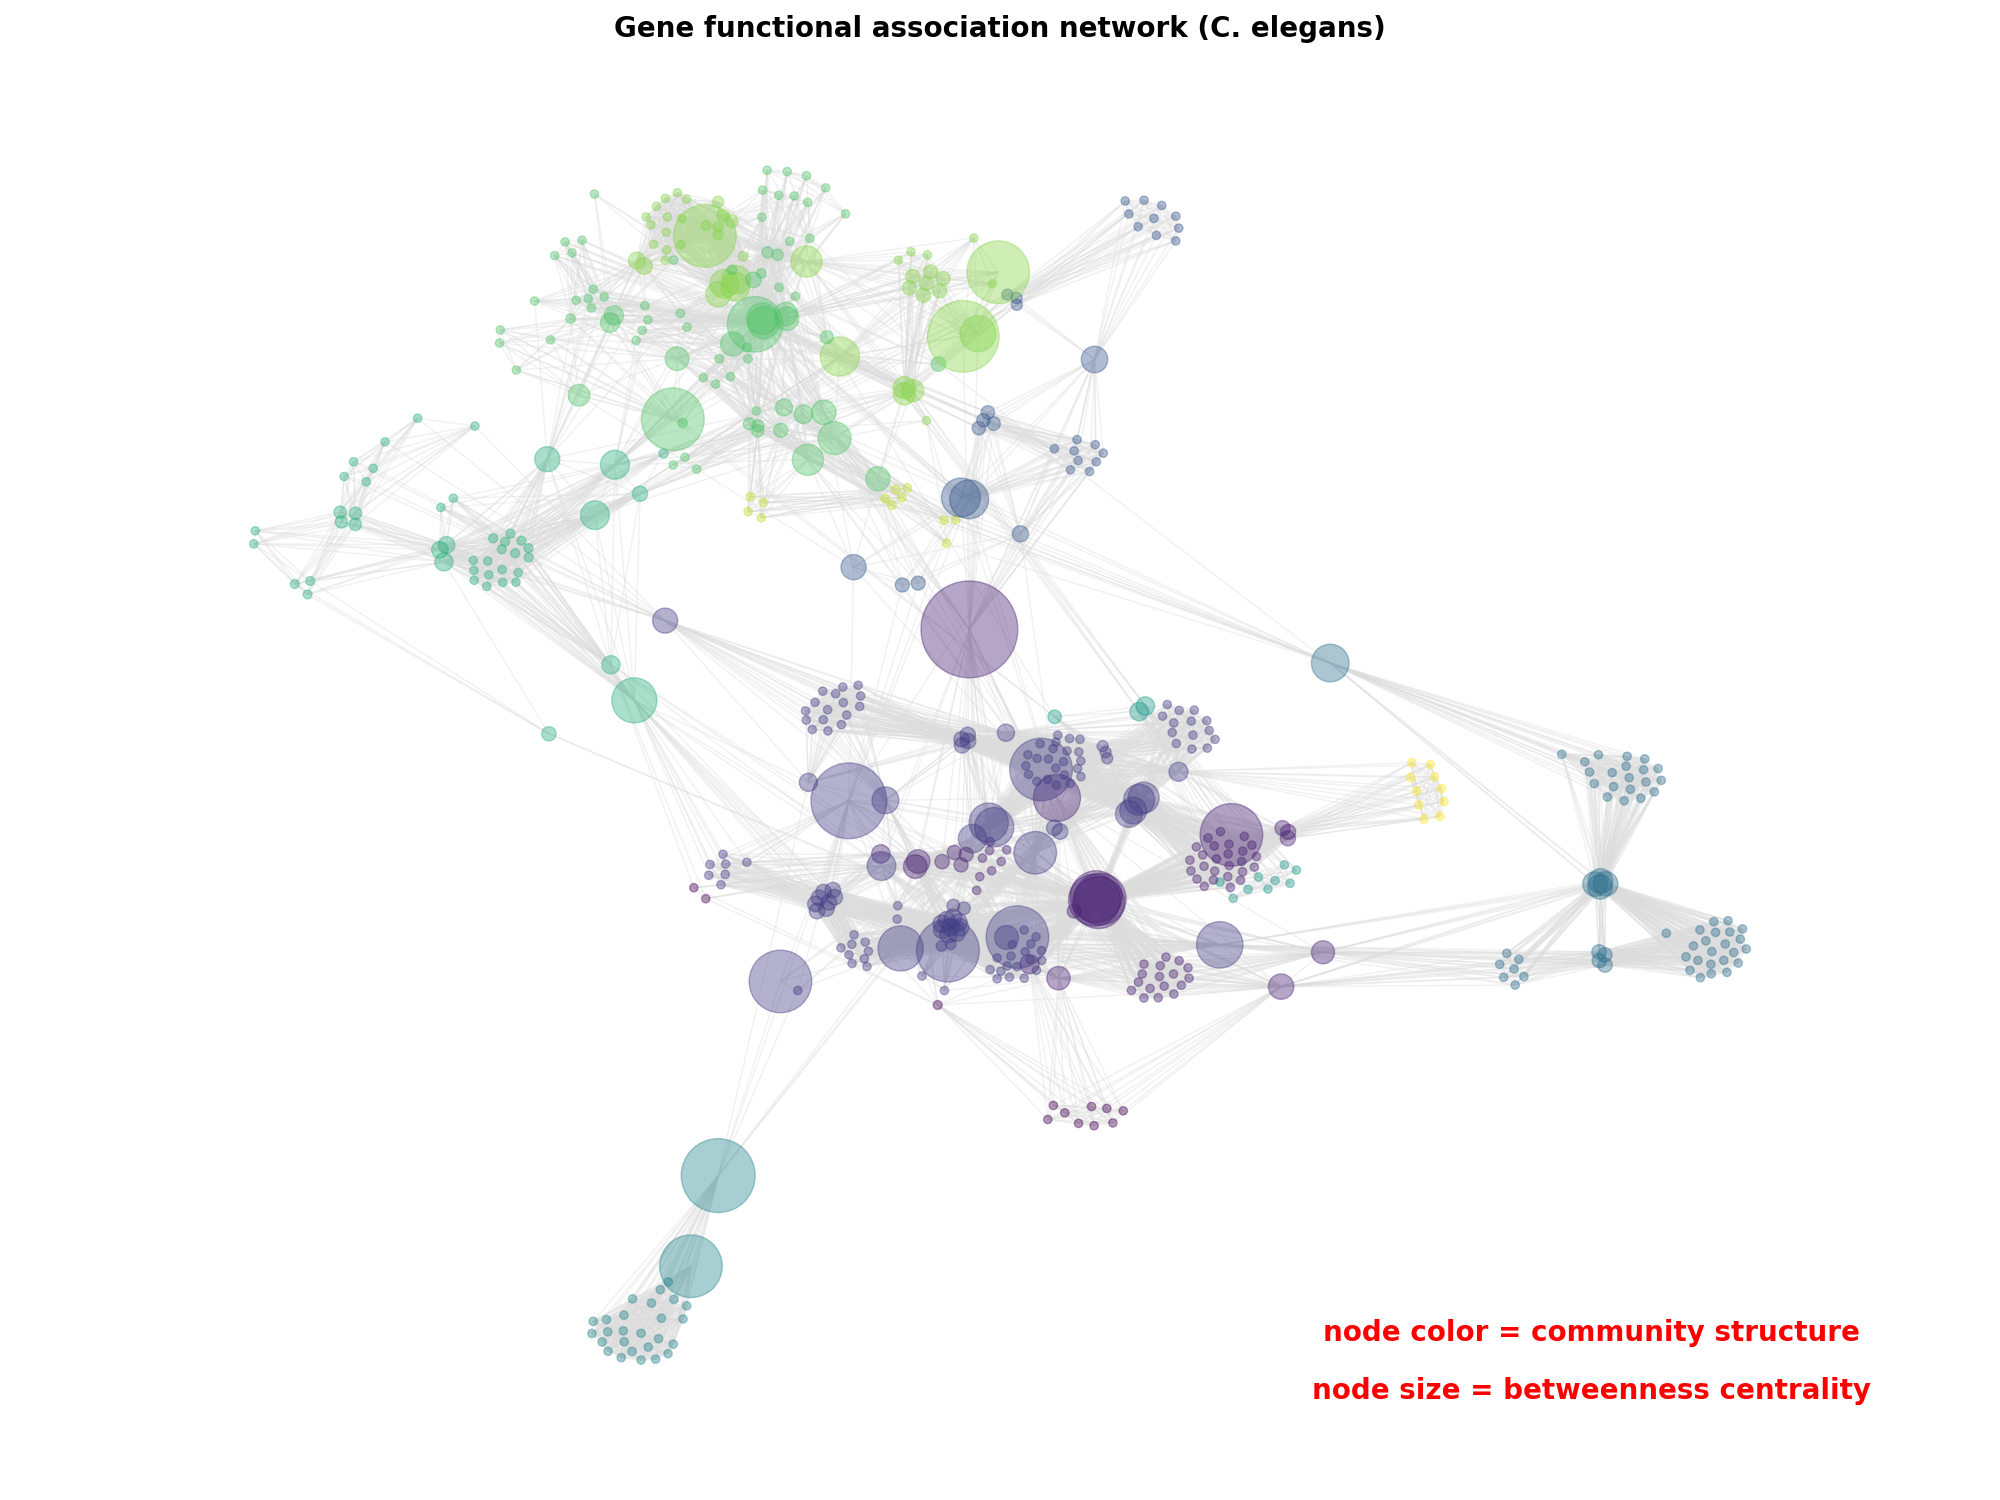 Gene functional association network (C. elegans)
node color = community structure
node size = betweenness centrality